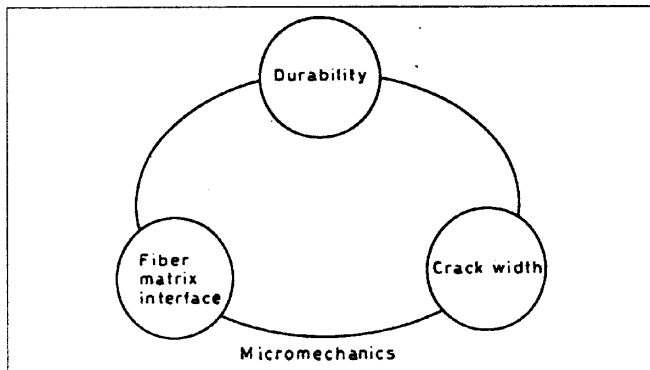 Durability
Fiber
matrix
interface
Crack width
Micromechanics